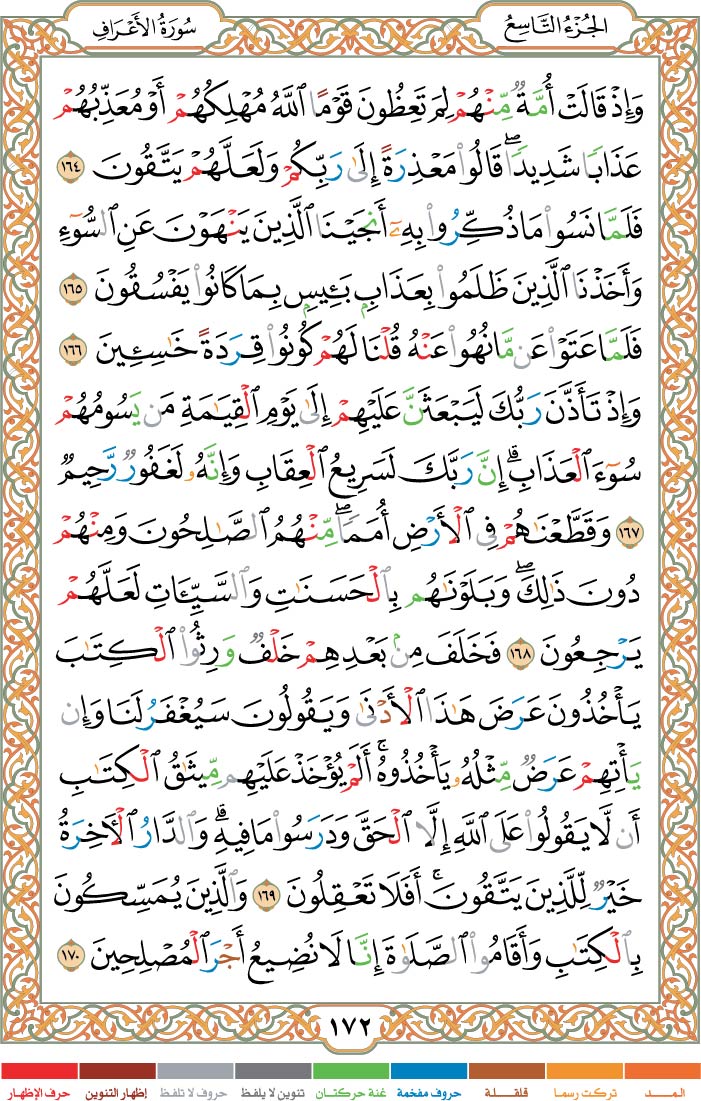 الجُزْءُ التَّاسِعُ
سُورَةُ الأَعْرَافِ
وَإِذْ قَالَتْ أُمَّةٌ مِّنْهُمْ لِمَ تَعِظُونَ قَوْمًا ٱللَّهُ مُهْلِكُهُمْ أَوْ مُعَذِّبُهُمْ
عَذَابًا شَدِيدًا ۖ قَالُوا۟ مَعْذِرَةً إِلَىٰ رَبِّكُمْ وَلَعَلَّهُمْ يَتَّقُونَ ١٦٤
فَلَمَّا نَسُوا۟ مَا ذُكِّرُوا۟ بِهِۦٓ أَنجَيْنَا ٱلَّذِينَ يَنْهَوْنَ عَنِ ٱلسُّوٓءِ
وَأَخَذْنَا ٱلَّذِينَ ظَلَمُوا۟ بِعَذَابٍۭ بَـِٔيسٍۭ بِمَا كَانُوا۟ يَفْسُقُونَ ١٦٥
فَلَمَّا عَتَوْا۟ عَن مَّا نُهُوا۟ عَنْهُ قُلْنَا لَهُمْ كُونُوا۟ قِرَدَةً خَـٰسِـِٔينَ ١٦٦
وَإِذْ تَأَذَّنَ رَبُّكَ لَيَبْعَثَنَّ عَلَيْهِمْ إِلَىٰ يَوْمِ ٱلْقِيَـٰمَةِ مَن يَسُومُهُمْ
سُوٓءَ ٱلْعَذَابِ ۗ إِنَّ رَبَّكَ لَسَرِيعُ ٱلْعِقَابِ ۖ وَإِنَّهُۥ لَغَفُورٌ رَّحِيمٌ
١٦٧ وَقَطَّعْنَـٰهُمْ فِى ٱلْأَرْضِ أُمَمًا ۖ مِّنْهُمُ ٱلصَّـٰلِحُونَ وَمِنْهُمْ
دُونَ ذَٰلِكَ ۖ وَبَلَوْنَـٰهُم بِٱلْحَسَنَـٰتِ وَٱلسَّيِّـَٔاتِ لَعَلَّهُمْ
يَرْجِعُونَ ١٦٨ فَخَلَفَ مِنۢ بَعْدِهِمْ خَلْفٌ وَرِثُوا۟ ٱلْكِتَـٰبَ
يَأْخُذُونَ عَرَضَ هَـٰذَا ٱلْأَدْنَىٰ وَيَقُولُونَ سَيُغْفَرُ لَنَا وَإِن
يَأْتِهِمْ عَرَضٌ مِّثْلُهُۥ يَأْخُذُوهُ ۚ أَلَمْ يُؤْخَذْ عَلَيْهِم مِّيثَـٰقُ ٱلْكِتَـٰبِ
أَن لَّا يَقُولُوا۟ عَلَى ٱللَّهِ إِلَّا ٱلْحَقَّ وَدَرَسُوا۟ مَا فِيهِ ۗ وَٱلدَّارُ ٱلْـَٔاخِرَةُ
خَيْرٌ لِّلَّذِينَ يَتَّقُونَ ۗ أَفَلَا تَعْقِلُونَ ١٦٩ وَٱلَّذِينَ يُمَسِّكُونَ
بِٱلْكِتَـٰبِ وَأَقَامُوا۟ ٱلصَّلَوٰةَ إِنَّا لَا نُضِيعُ أَجْرَ ٱلْمُصْلِحِينَ ١٧٠
١٧٢
المــد
تركت رسما
قلقـلة
حروف مفخمة
غنة حركتان
تنوين لا يلفظ
حروف لا تلفظ
إظهار التنوين
حرف الإظهار